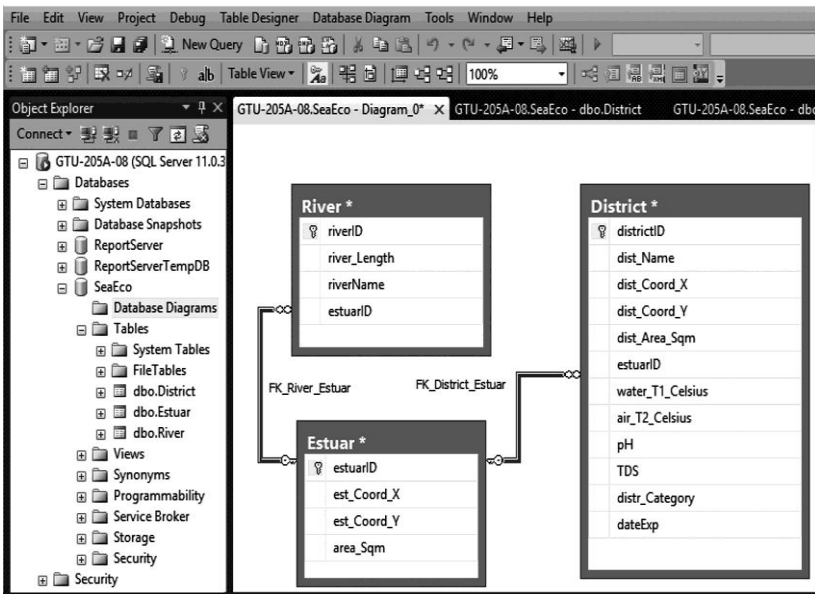 File Edit View Project Debug Table Designer Database Diagram Tools Window Help
New Query
ab Table View 100%
Object Explorer
Connect
GTU-205A-08 (SQL Server 11.0.3
Databases
System Databases
Database Snapshots
ReportServer
ReportServerTempDB
SeaEco
Database Diagrams
Tables
System Tables
FileTables
dbo.District
dbo.Estuar
dbo.River
Views
Synonyms
Programmability
Service Broker
Storage
Security
Security
GTU-205A-08.SeaEco - Diagram_0* X GTU-205A-08.SeaEco - dbo.District GTU-205A-08.SeaEco - dbo
River *
riverID
river_Length
riverName
estuarID
FK_River_Estuar
FK_District_Estuar
Estuar *
estuarID
est_Coord_X
est_Coord_Y
area_Sqm
District *
districtID
dist_Name
dist_Coord_X
dist_Coord_Y
dist_Area_Sqm
estuarID
water_T1_Celsius
air_T2_Celsius
pH
TDS
distr_Category
dateExp